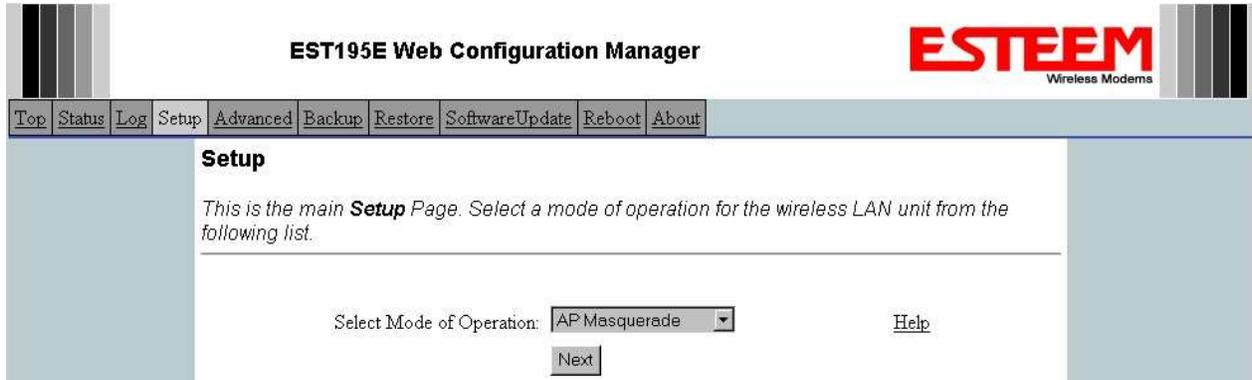 EST195E Web Configuration Manager
ESTEEM
Wireless Modems
Top Status Log Setup Advanced Backup Restore SoftwareUpdate Reboot About
Setup
This is the main Setup Page. Select a mode of operation for the wireless LAN unit from the
following list.
Select Mode of Operation: AP Masquerade Help
Next